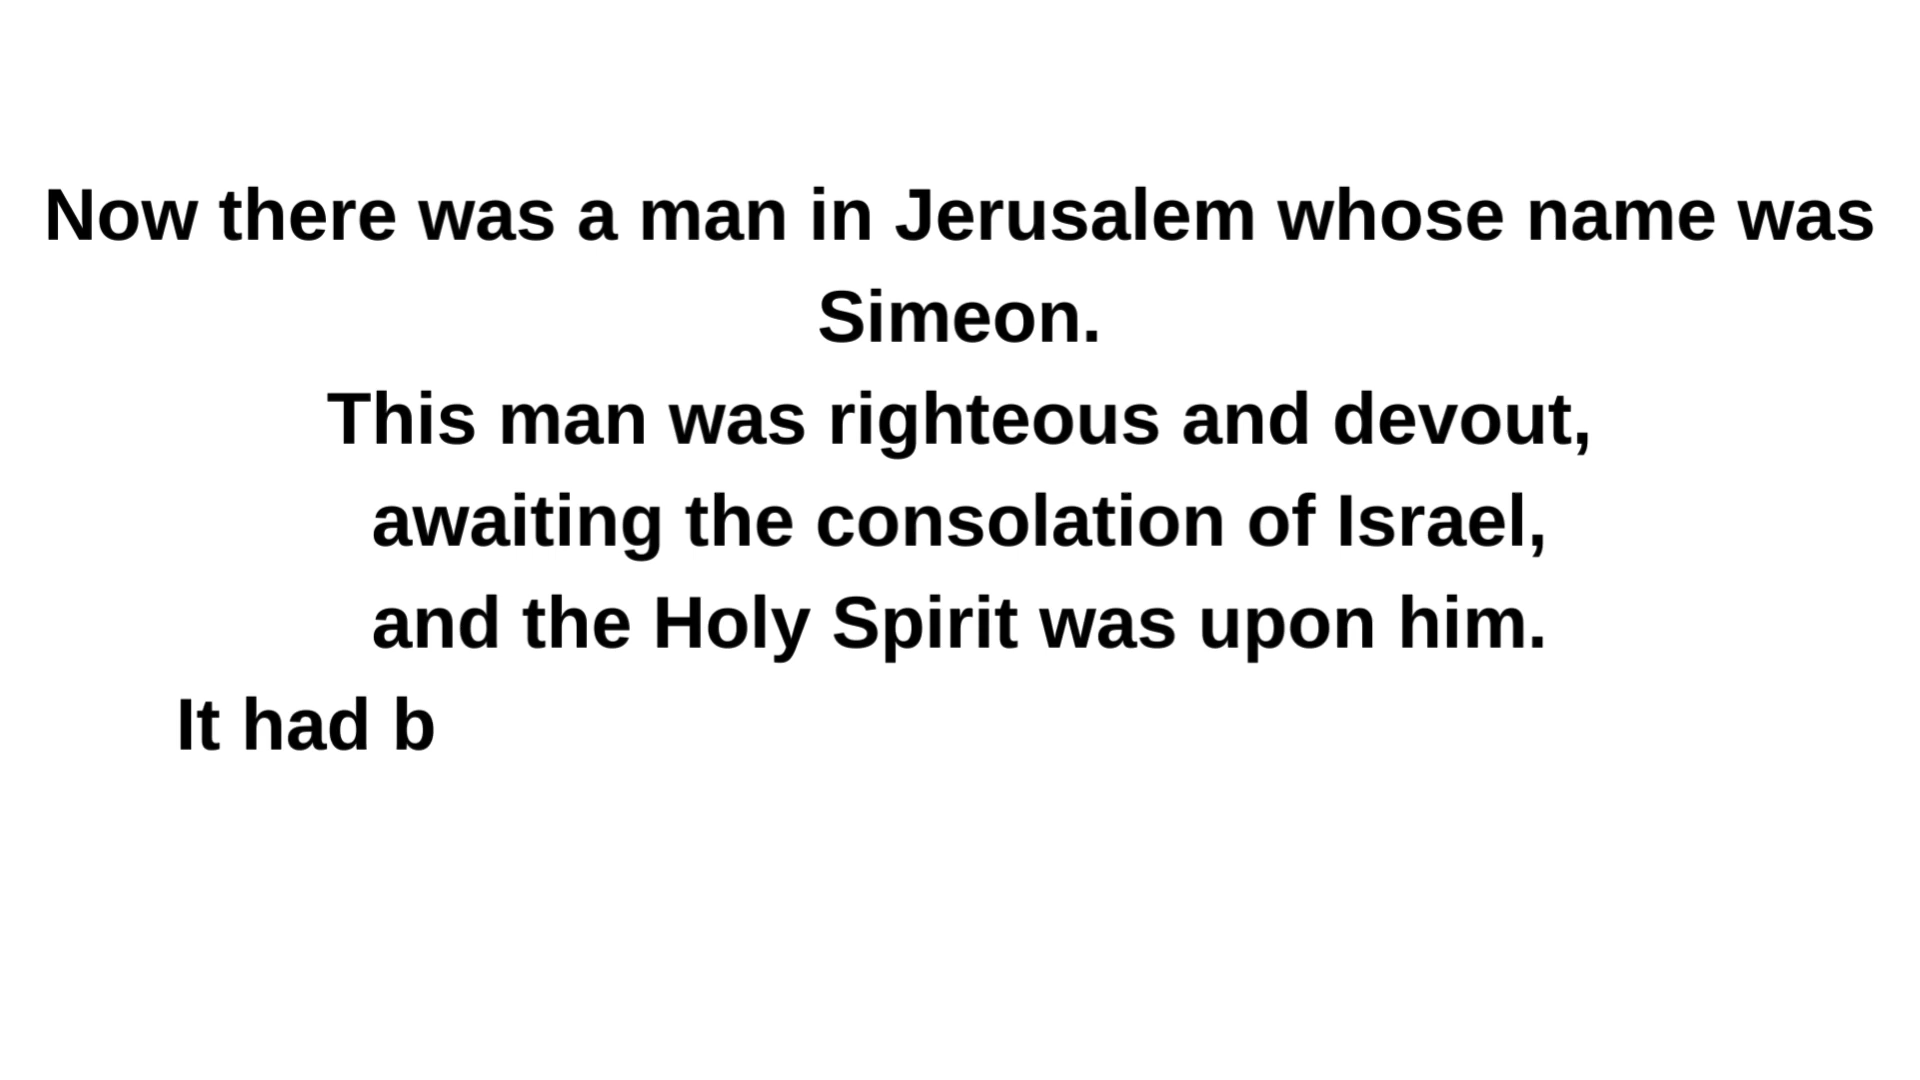 Now there was a man in Jerusalem whose name was
Simeon.
This man was righteous and devout,
awaiting the consolation of Israel,
and the Holy Spirit was upon him.
It had b